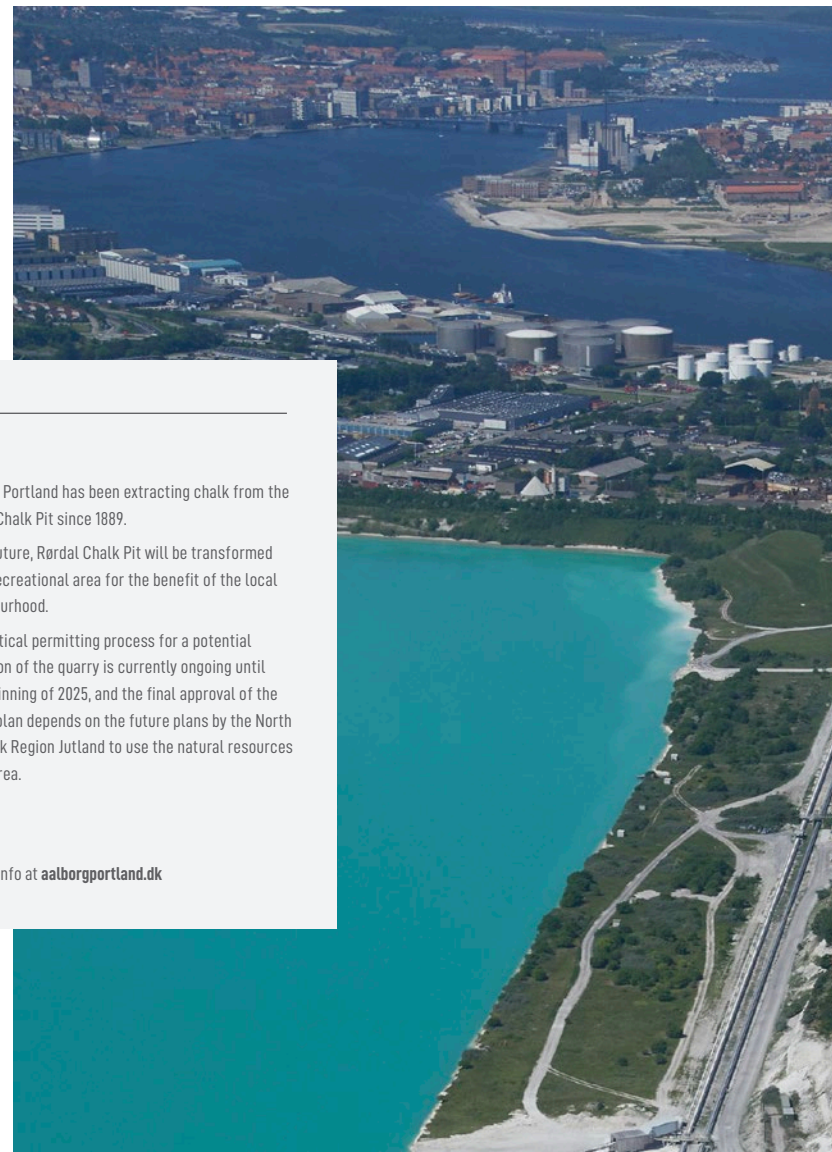 Portland has been extracting chalk from the
Chalk Pit since 1889.
uture, Rørdal Chalk Pit will be transformed
ecreational area for the benefit of the local
urhood.
tical permitting process for a potential
on of the quarry is currently ongoing until
inning of 2025, and the final approval of the
plan depends on the future plans by the North
k Region Jutland to use the natural resources
rea.
nfo at aalborgportland.dk